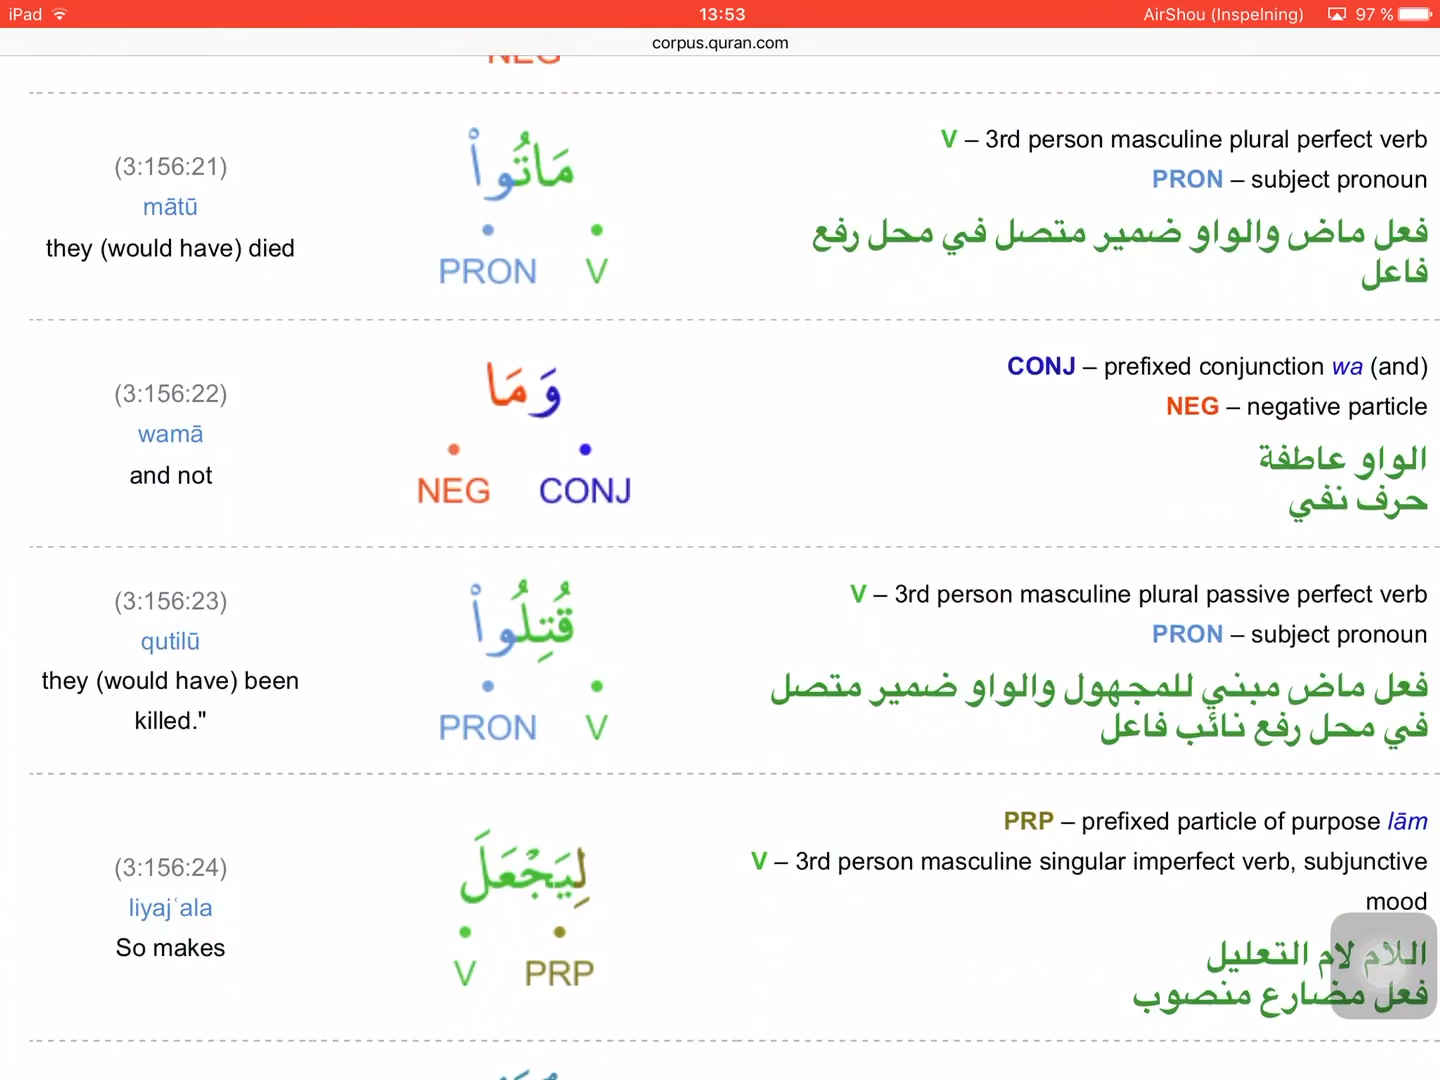 iPad 13:53 AirShou (Inspelning) 97 %
corpus.quran.com
NEG
(3:156:21)
mātū
they (would have) died
مَاتُوا۟
PRON V
V – 3rd person masculine plural perfect verb
PRON – subject pronoun
فعل ماض والواو ضمير متصل في محل رفع
فاعل
(3:156:22)
wamā
and not
وَمَا
NEG CONJ
CONJ – prefixed conjunction wa (and)
NEG – negative particle
الواو عاطفة
حرف نفي
(3:156:23)
qutilū
they (would have) been
killed."
قُتِلُوا۟
PRON V
V – 3rd person masculine plural passive perfect verb
PRON – subject pronoun
فعل ماض مبني للمجهول والواو ضمير متصل
في محل رفع نائب فاعل
(3:156:24)
liyajʿala
So makes
لِيَجْعَلَ
V PRP
PRP – prefixed particle of purpose lām
V – 3rd person masculine singular imperfect verb, subjunctive
mood
اللام لام التعليل
فعل مضارع منصوب